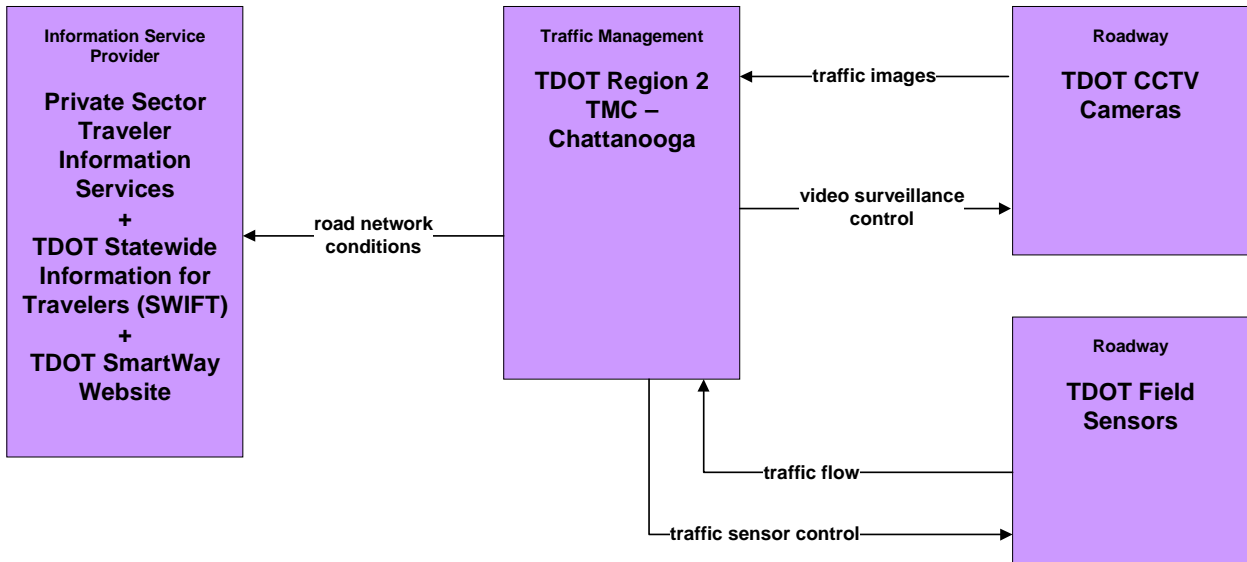 Information Service
Provider
Private Sector
Traveler
Information
Services
+
TDOT Statewide
Information for
Travelers (SWIFT)
+
TDOT SmartWay
Website
road network
conditions
Traffic Management
TDOT Region 2
TMC –
Chattanooga
traffic images
video surveillance
control
traffic flow
traffic sensor control
Roadway
TDOT CCTV
Cameras
Roadway
TDOT Field
Sensors